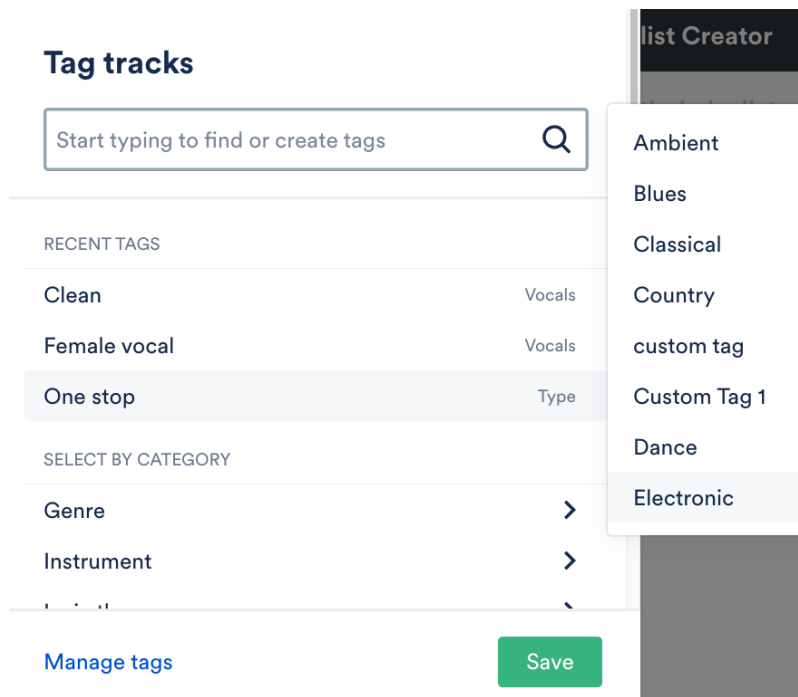 Tag tracks
Start typing to find or create tags
RECENT TAGS
Clean Vocals
Female vocal Vocals
One stop Type
SELECT BY CATEGORY
Genre
Instrument
Manage tags Save
list Creator
Ambient
Blues
Classical
Country
custom tag
Custom Tag 1
Dance
Electronic